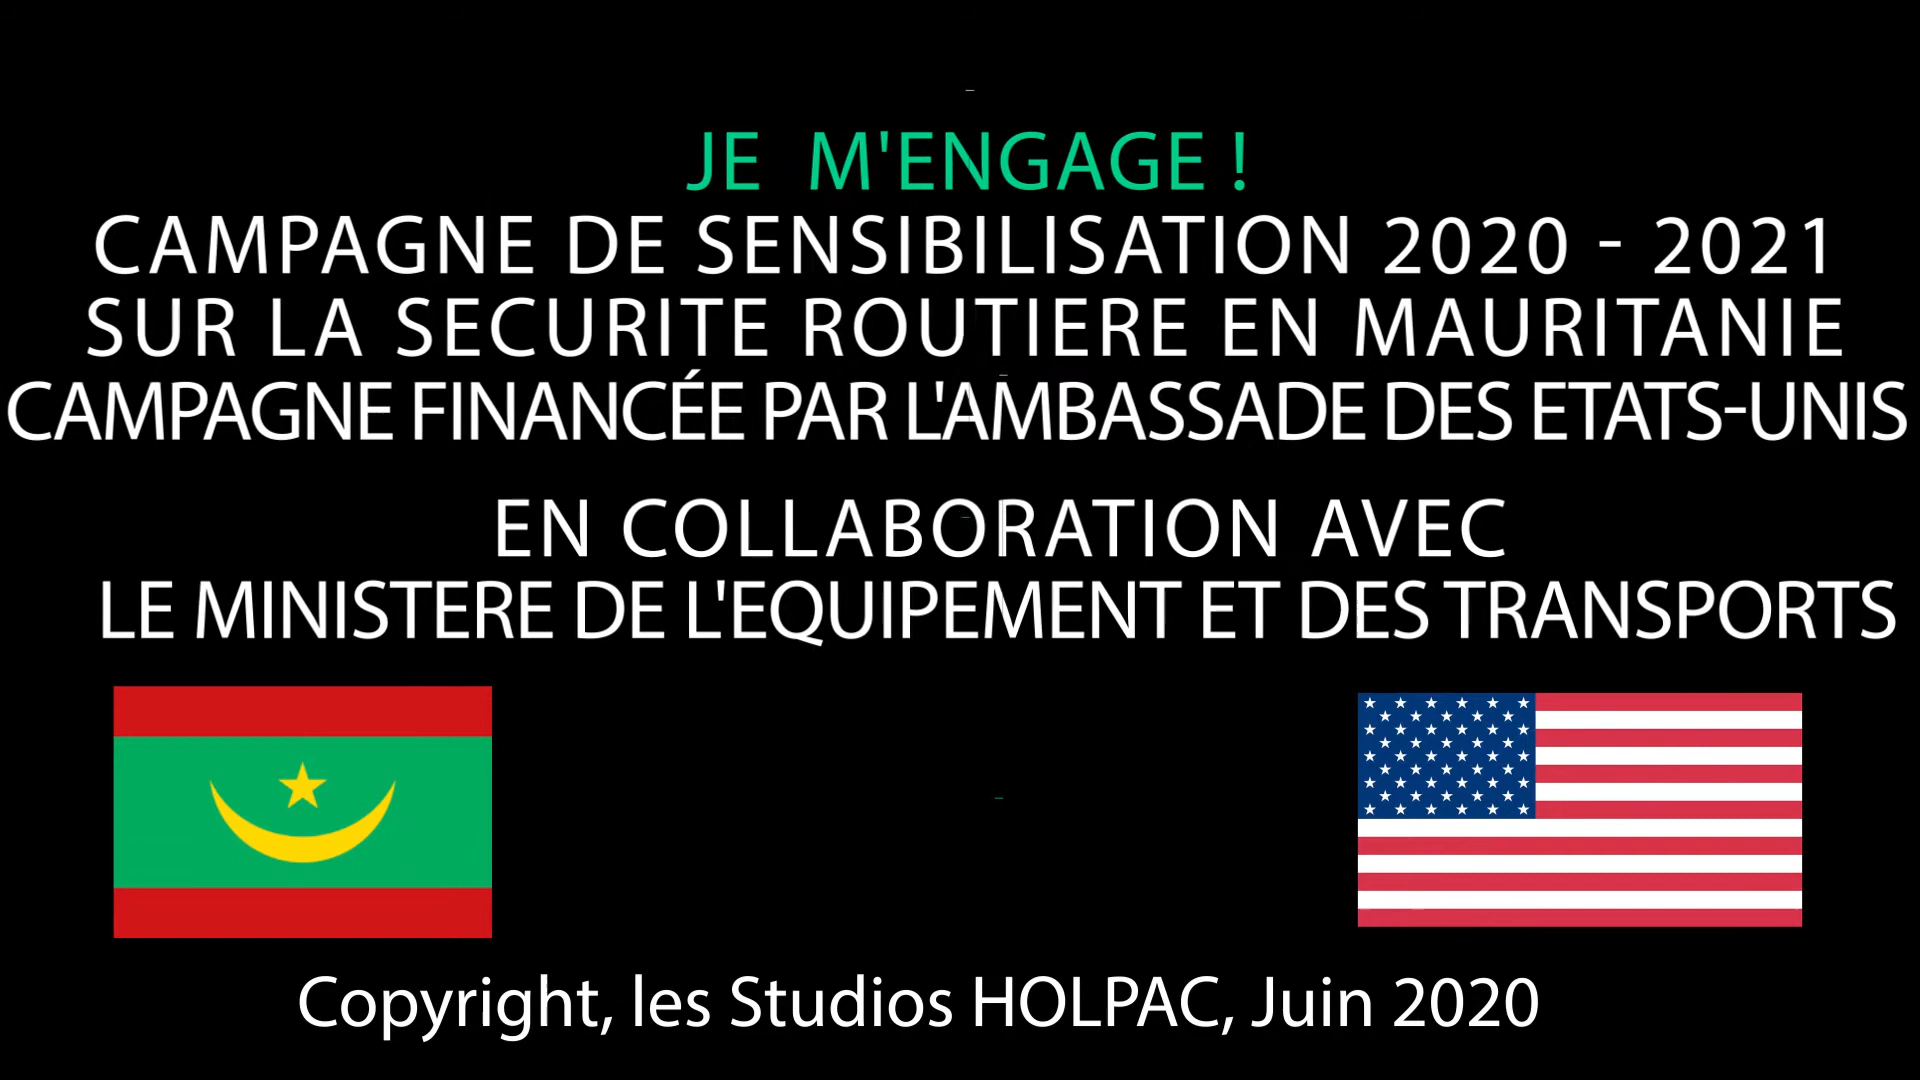 JE M'ENGAGE !
CAMPAGNE DE SENSIBILISATION 2020 - 2021
SUR LA SECURITE ROUTIERE EN MAURITANIE
CAMPAGNE FINANCÉE PAR L'AMBASSADE DES ETATS-UNIS
EN COLLABORATION AVEC
LE MINISTERE DE L'EQUIPEMENT ET DES TRANSPORTS
Copyright, les Studios HOLPAC, Juin 2020